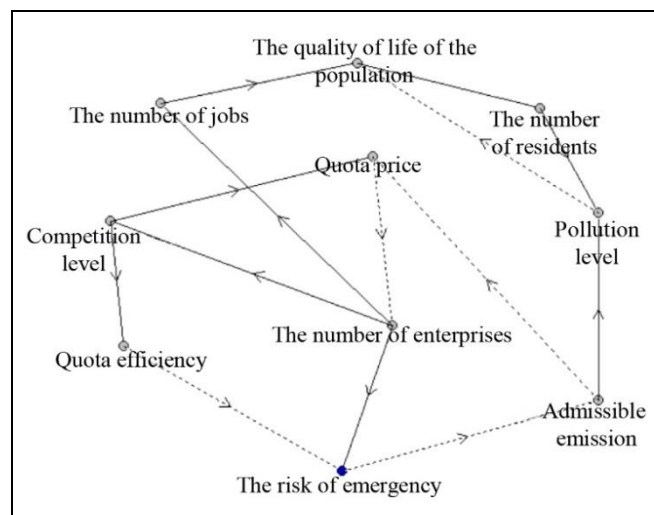 The quality of life of the
population
The number of jobs
The number
of residents
Quota price
Competition
level
Pollution
level
The number of enterprises
Quota efficiency
Admissible
emission
The risk of emergency